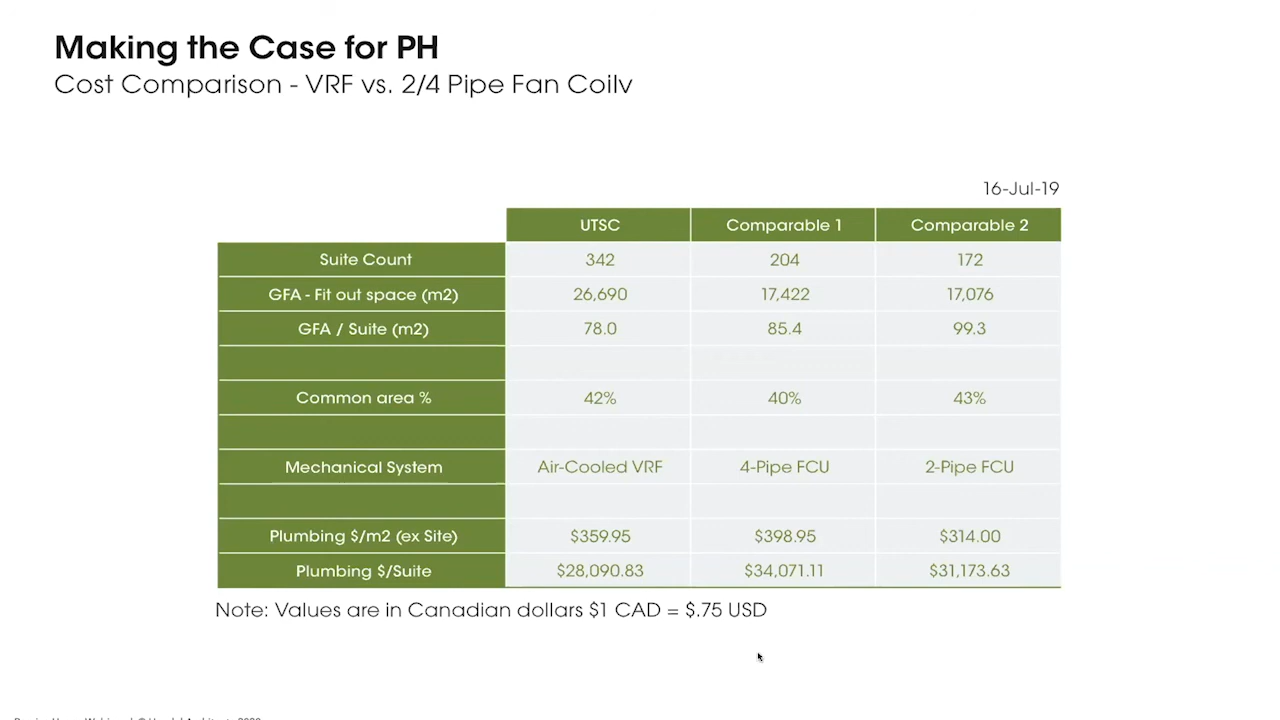 Making the Case for PH
Cost Comparison - VRF vs. 2/4 Pipe Fan Coilv
16-Jul-19
UTSC Comparable 1 Comparable 2
Suite Count 342 204 172
GFA - Fit out space (m2) 26,690 17,422 17,076
GFA / Suite (m2) 78.0 85.4 99.3
Common area % 42% 40% 43%
Mechanical System Air-Cooled VRF 4-Pipe FCU 2-Pipe FCU
Plumbing $/m2 (ex Site) $359.95 $398.95 $314.00
Plumbing $/Suite $28,090.83 $34,071.11 $31,173.63
Note: Values are in Canadian dollars $1 CAD = $.75 USD